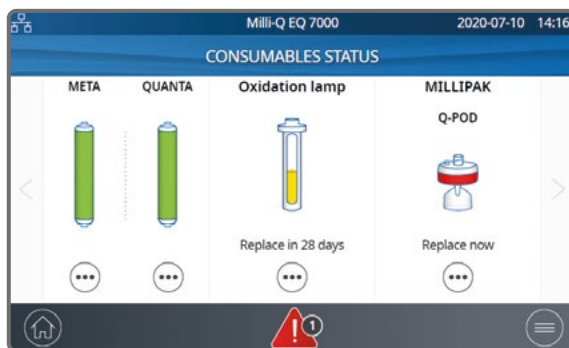 Milli-Q EQ 7000 2020-07-10 14:16
CONSUMABLES STATUS
META QUANTA Oxidation lamp MILLIPAK
Q-POD
Replace in 28 days Replace now
1